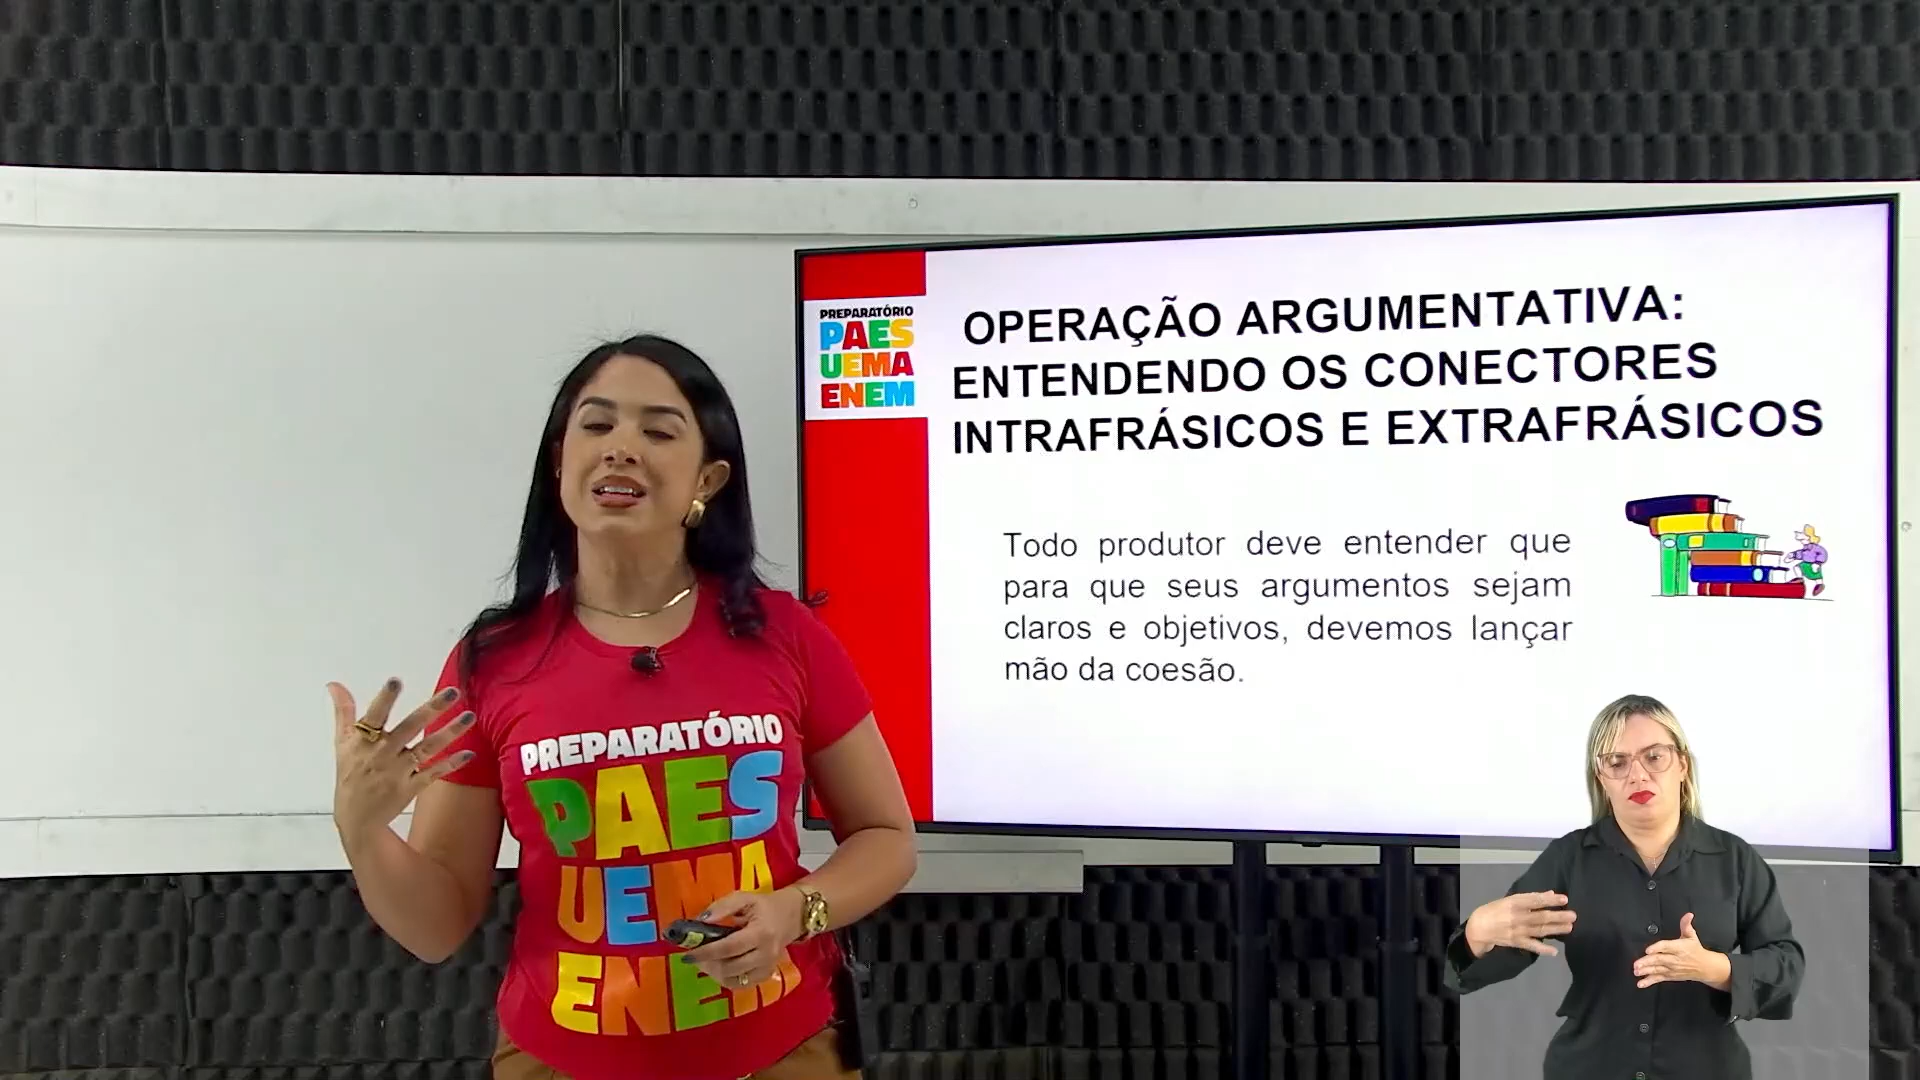 PREPARATÓRIO
PAES
UEMA
ENEM
OPERAÇÃO ARGUMENTATIVA:
ENTENDENDO OS CONECTORES
INTRAFRÁSICOS E EXTRAFRÁSICOS
Todo produtor deve entender que
para que seus argumentos sejam
claros e objetivos, devemos lançar
mão da coesão.
PREPARATÓRIO
PAES
UEMA
ENEM